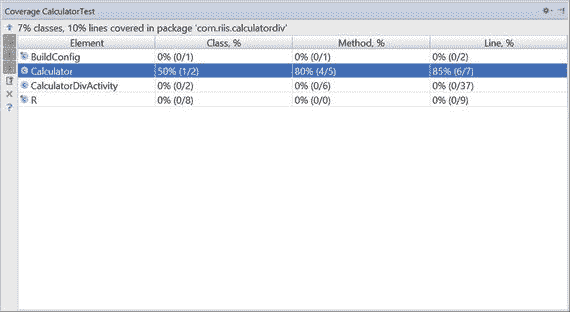 Coverage CalculatorTest
7% classes, 10% lines covered in package 'com.riis.calculatordiv'
Element Class, % Method, % Line, %
BuildConfig 0% (0/1) 0% (0/1) 0% (0/2)
Calculator 50% (1/2) 80% (4/5) 85% (6/7)
CalculatorDivActivity 0% (0/2) 0% (0/6) 0% (0/37)
R 0% (0/8) 0% (0/0) 0% (0/9)